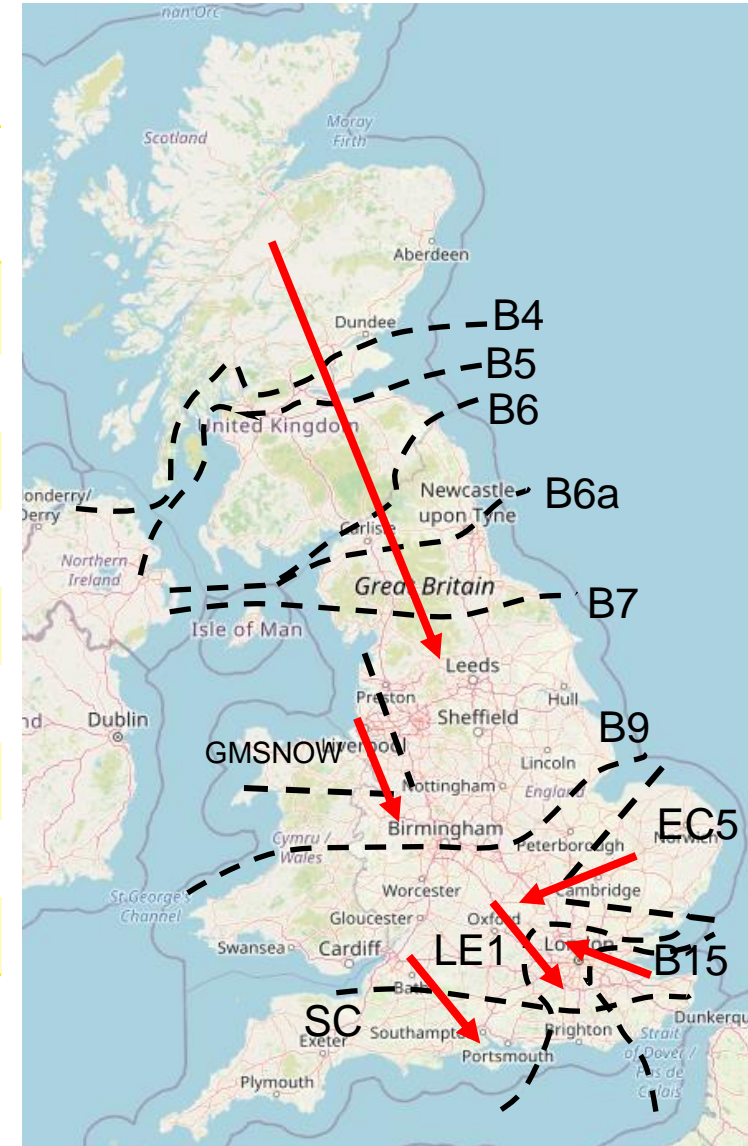 nan Orc
Scotland
Moray
Firth
Aberdeen
Dundee
B4
B5
B6
United Kingdom
onderry/
Derry
Newcastle
upon Tyne
B6a
Carlisle
Northern
Ireland
Great Britain
B7
Isle of Man
Leeds
Preston
Hull
nd
Dublin
Sheffield
B9
GMSNOW
Liverpool
Lincoln
Nottingham
England
EC5
Norwich
Birmingham
Peterborough
Cymru /
Wales
St George's
Channel
Worcester
Cambridge
Gloucester
Oxford
Swansea
Cardiff
LE1
London
B15
Bath
SC
Dunkerqu
Exeter
Southampto
Brighton
Strait
of Dover /
Pas de
Calais
Portsmouth
Plymouth